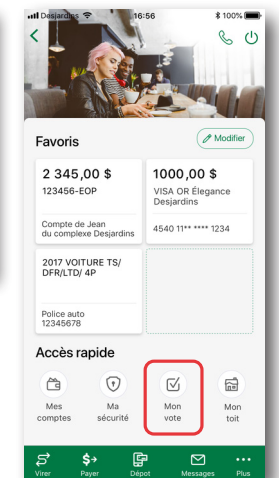 Desjardins 16:56 100%
Favoris Modifier
2 345,00 $
123456-EOP
Compte de Jean
du complexe Desjardins
1000,00 $
VISA OR Élégance
Desjardins
4540 11** **** 1234
2017 VOITURE TS/
DFR/LTD/ 4P
Police auto
12345678
Accès rapide
Mes
comptes
Ma
sécurité
Mon
vote
Mon
toit
Virer Payer Dépot Messages Plus